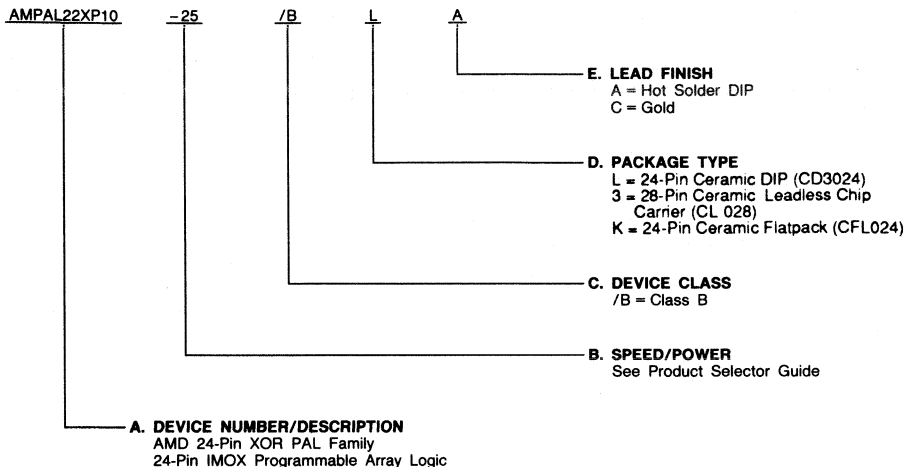 AMPAL22XP10 -25 /B L A
E. LEAD FINISH
A = Hot Solder DIP
C = Gold
D. PACKAGE TYPE
L = 24-Pin Ceramic DIP (CD3024)
3 = 28-Pin Ceramic Leadless Chip
Carrier (CL 028)
K = 24-Pin Ceramic Flatpack (CFL024)
C. DEVICE CLASS
/B = Class B
B. SPEED/POWER
See Product Selector Guide
A. DEVICE NUMBER/DESCRIPTION
AMD 24-Pin XOR PAL Family
24-Pin IMOX Programmable Array Logic